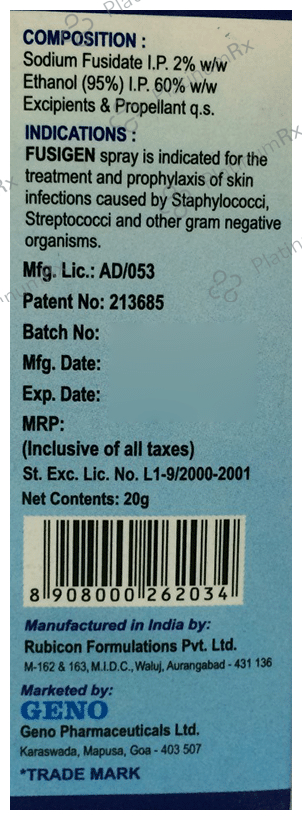 COMPOSITION :
Sodium Fusidate I.P. 2% w/w
Ethanol (95%) I.P. 60% w/w
Excipients & Propellant q.s.
INDICATIONS :
FUSIGEN spray is indicated for the
treatment and prophylaxis of skin
infections caused by Staphylococci,
Streptococci and other gram negative
organisms.
Mfg. Lic.: AD/053
Patent No: 213685
Batch No:
Mfg. Date:
Exp. Date:
MRP:
(Inclusive of all taxes)
St. Exc. Lic. No. L1-9/2000-2001
Net Contents: 20g
8 908000 262034
Manufactured in India by:
Rubicon Formulations Pvt. Ltd.
M-162 & 163, M.I.D.C., Waluj, Aurangabad - 431 136
Marketed by:
GENO
Geno Pharmaceuticals Ltd.
Karaswada, Mapusa, Goa - 403 507
*TRADE MARK
PlatinumRx